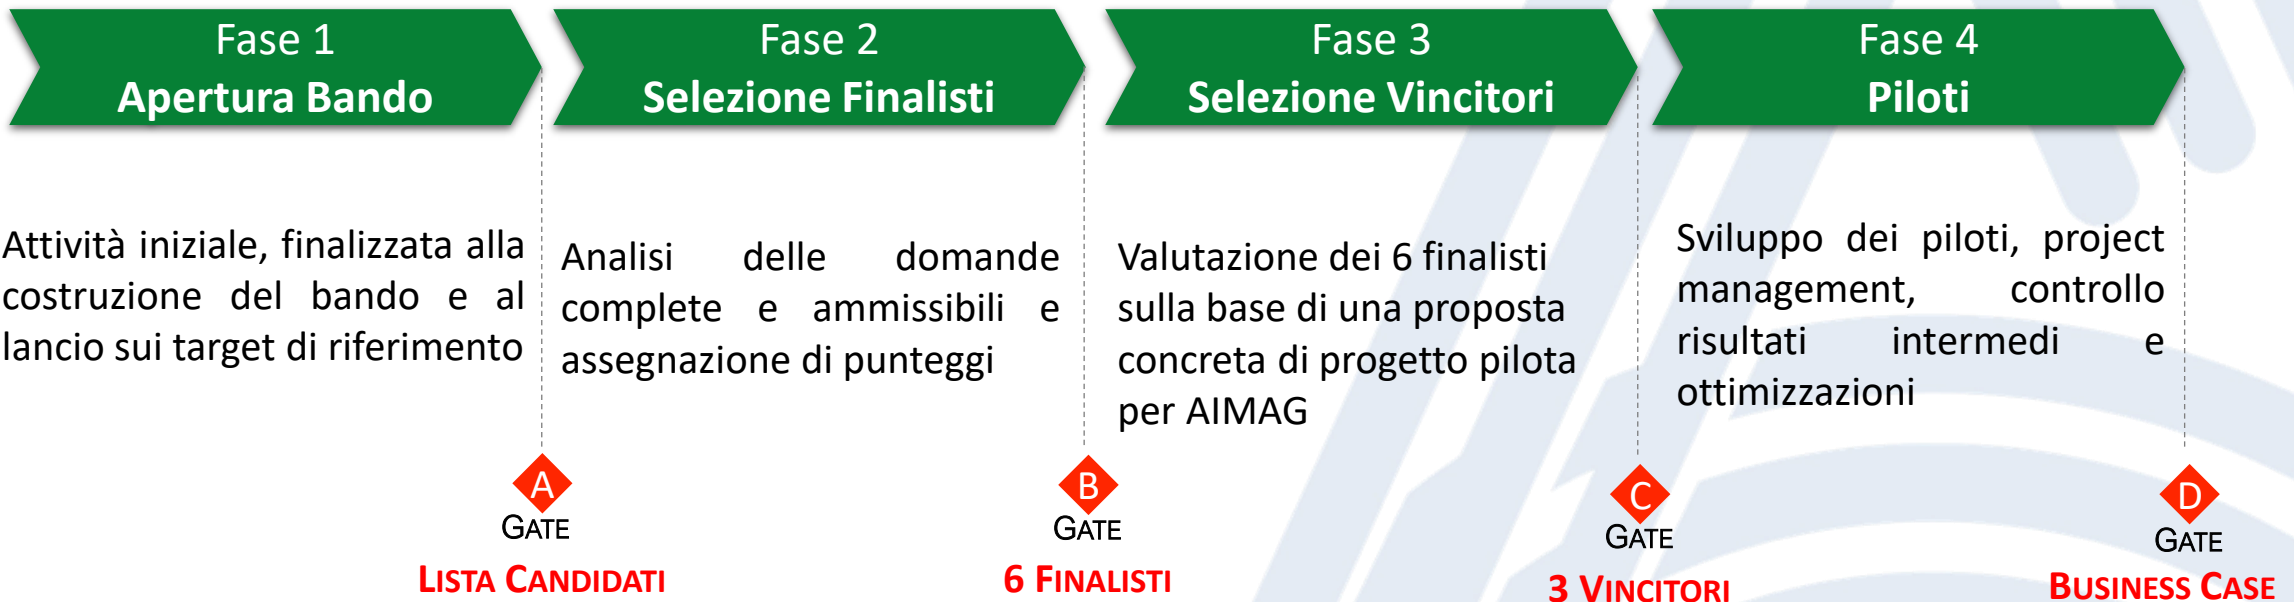 Fase 1
Apertura Bando
Fase 2
Selezione Finalisti
Fase 3
Selezione Vincitori
Fase 4
Piloti
Attività iniziale, finalizzata alla
costruzione del bando e al
lancio sui target di riferimento
Analisi delle domande
complete e ammissibili e
assegnazione di punteggi
Valutazione dei 6 finalisti
sulla base di una proposta
concreta di progetto pilota
per AIMAG
Sviluppo dei piloti, project
management, controllo
risultati intermedi e
ottimizzazioni
A
GATE
LISTA CANDIDATI
B
GATE
6 FINALISTI
C
GATE
3 VINCITORI
D
GATE
BUSINESS CASE